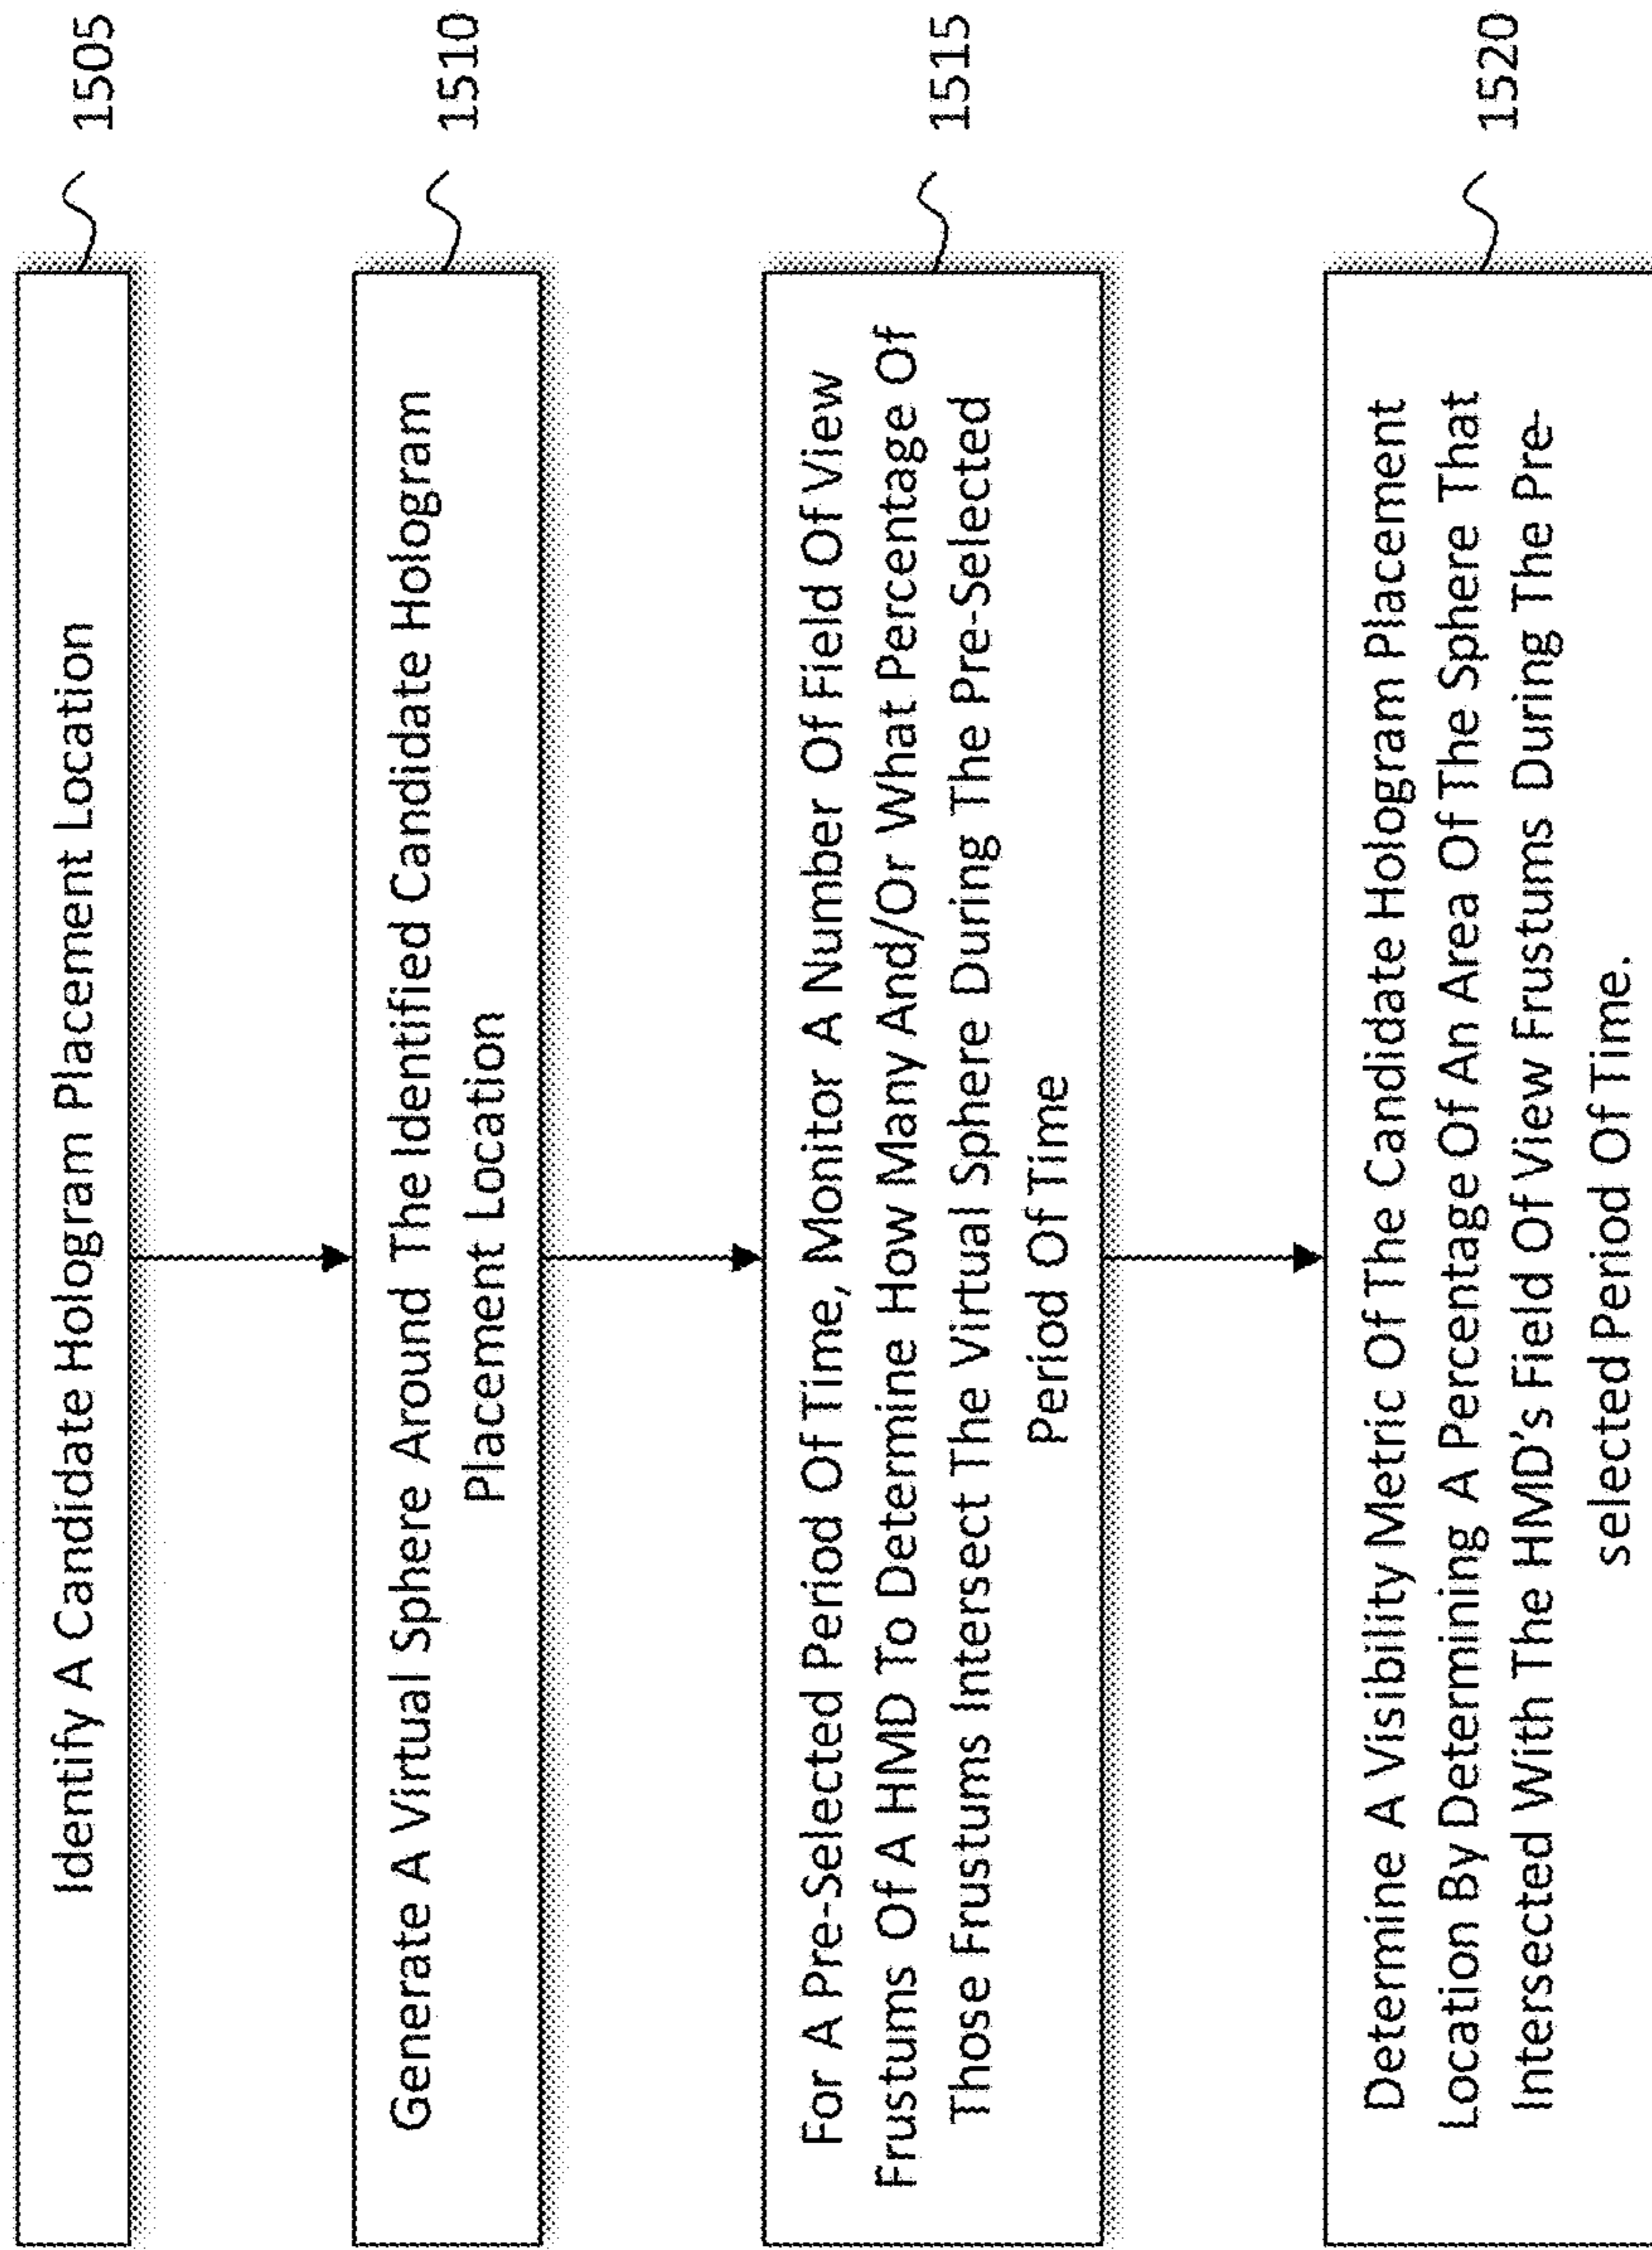 Identify A Candidate Hologram Placement Location
1505
Generate A Virtual Sphere Around The Identified Candidate Hologram
Placement Location
1510
For A Pre-Selected Period Of Time, Monitor A Number Of Field Of View
Frustums Of A HMD To Determine How Many And/Or What Percentage Of
Those Frustums Intersect The Virtual Sphere During The Pre-Selected
Period Of Time
1515
Determine A Visibility Metric Of The Candidate Hologram Placement
Location By Determining A Percentage Of An Area Of The Sphere That
Intersected With The HMD's Field Of View Frustums During The Pre-
selected Period Of Time.
1520